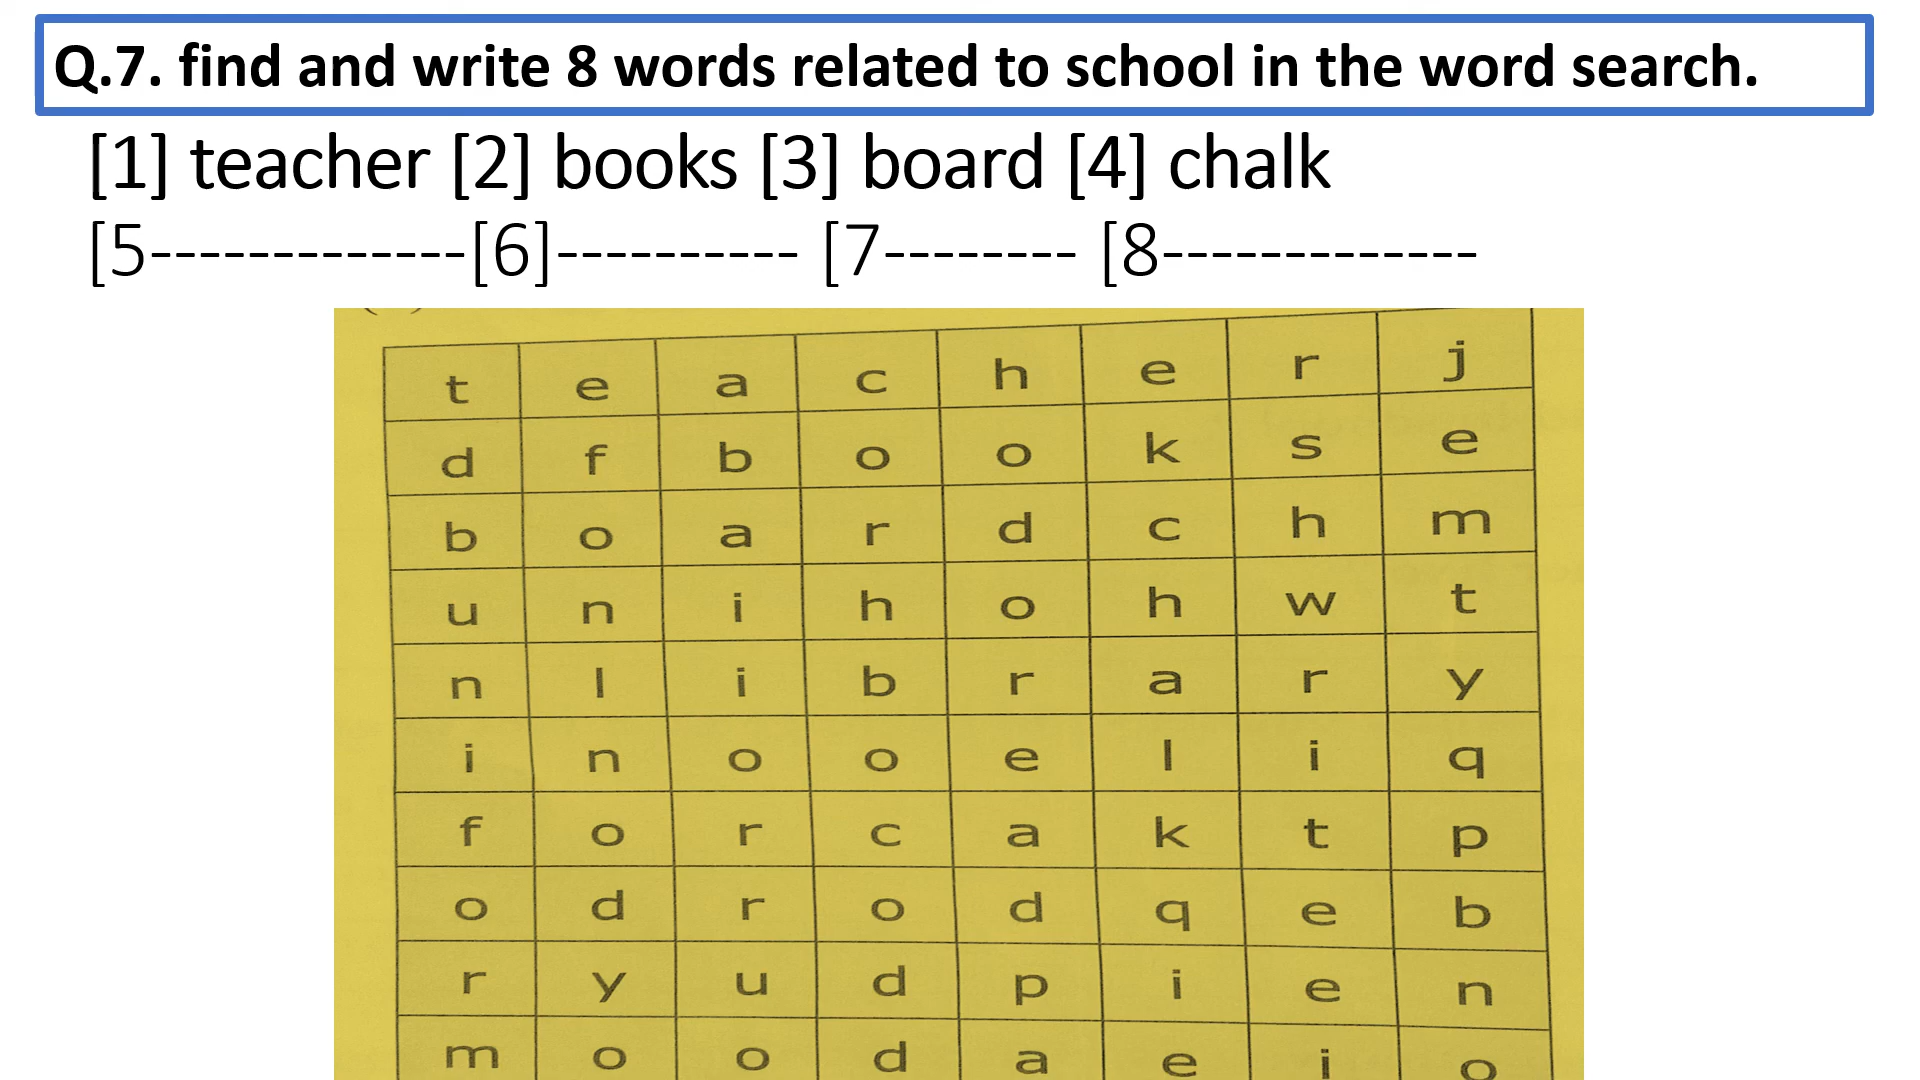 Q.7. find and write 8 words related to school in the word search.
[1] teacher [2] books [3] board [4] chalk
[5-------------[6]---------- [7-------- [8-------------
t e a c h e r j
d f b o o k s e
b o a r d c h m
u n i h o h w t
n l i b r a r y
i n o o e l i q
f o r c a k t p
o d r o d q e b
r y u d p i e n
m o o d a e i o